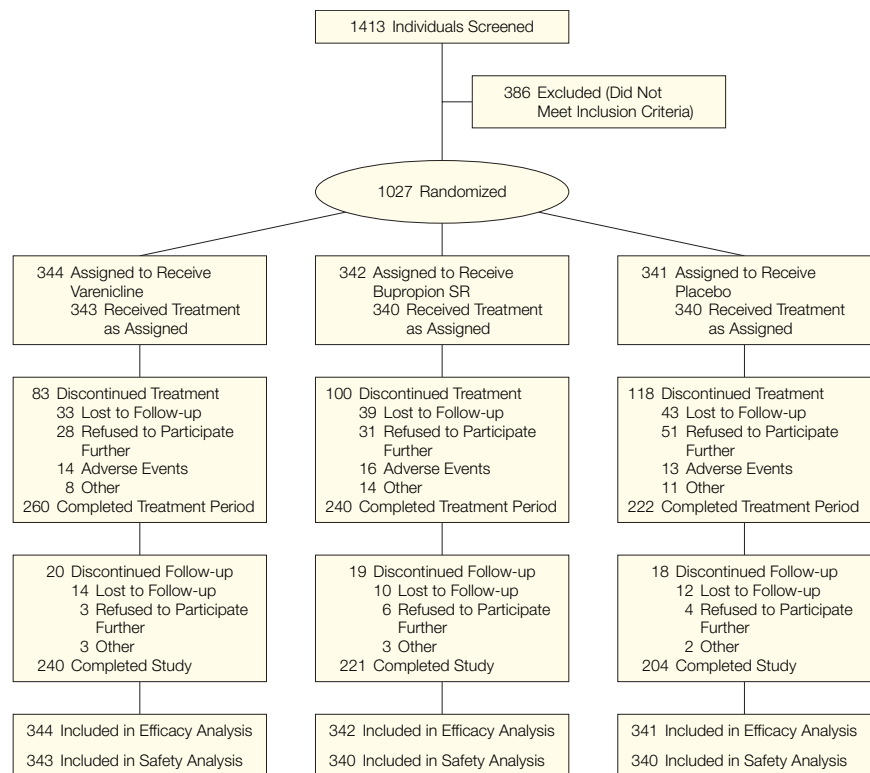 1413 Individuals Screened
386 Excluded (Did Not
Meet Inclusion Criteria)
1027 Randomized
344 Assigned to Receive
Varenicline
343 Received Treatment
as Assigned
342 Assigned to Receive
Bupropion SR
340 Received Treatment
as Assigned
341 Assigned to Receive
Placebo
340 Received Treatment
as Assigned
83 Discontinued Treatment
33 Lost to Follow-up
28 Refused to Participate
Further
14 Adverse Events
8 Other
260 Completed Treatment Period
100 Discontinued Treatment
39 Lost to Follow-up
31 Refused to Participate
Further
16 Adverse Events
14 Other
240 Completed Treatment Period
118 Discontinued Treatment
43 Lost to Follow-up
51 Refused to Participate
Further
13 Adverse Events
11 Other
222 Completed Treatment Period
20 Discontinued Follow-up
14 Lost to Follow-up
3 Refused to Participate
Further
3 Other
240 Completed Study
19 Discontinued Follow-up
10 Lost to Follow-up
6 Refused to Participate
Further
3 Other
221 Completed Study
18 Discontinued Follow-up
12 Lost to Follow-up
4 Refused to Participate
Further
2 Other
204 Completed Study
344 Included in Efficacy Analysis
343 Included in Safety Analysis
342 Included in Efficacy Analysis
340 Included in Safety Analysis
341 Included in Efficacy Analysis
340 Included in Safety Analysis